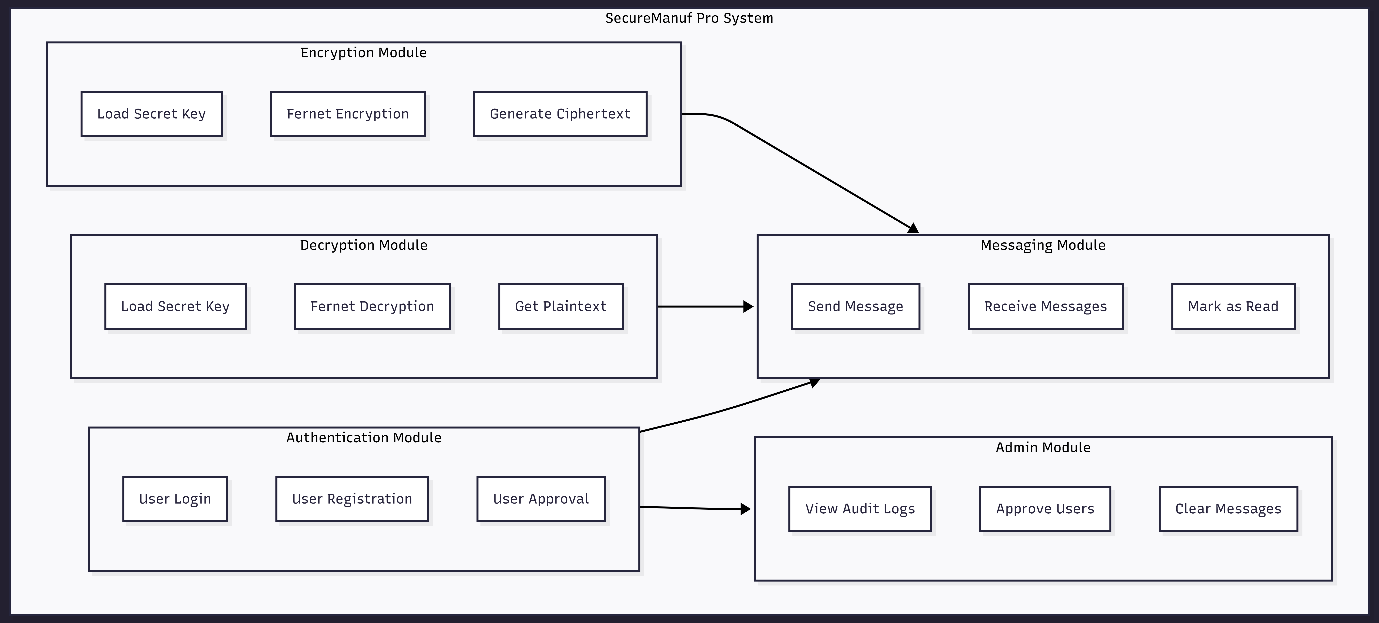 SecureManuf Pro System
Encryption Module
Load Secret Key
Fernet Encryption
Generate Ciphertext
Decryption Module
Load Secret Key
Fernet Decryption
Get Plaintext
Messaging Module
Send Message
Receive Messages
Mark as Read
Authentication Module
User Login
User Registration
User Approval
Admin Module
View Audit Logs
Approve Users
Clear Messages